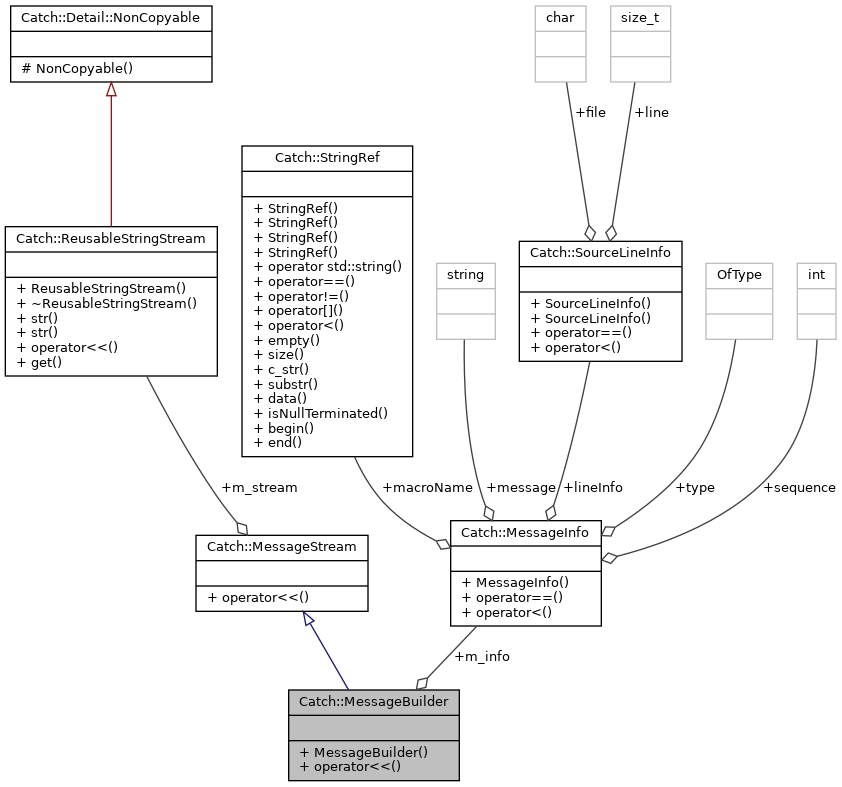 Catch::Detail::NonCopyable
# NonCopyable()
char
size_t
+file
+line
Catch::StringRef
+ StringRef()
+ StringRef()
+ StringRef()
+ StringRef()
+ operator std::string()
+ operator==()
+ operator!=()
+ operator[]()
+ operator<()
+ empty()
+ size()
+ c_str()
+ substr()
+ data()
+ isNullTerminated()
+ begin()
+ end()
Catch::ReusableStringStream
+ ReusableStringStream()
+ ~ReusableStringStream()
+ str()
+ str()
+ operator<<()
+ get()
string
Catch::SourceLineInfo
+ SourceLineInfo()
+ SourceLineInfo()
+ operator==()
+ operator<()
OfType
int
+m_stream
+macroName
+message
+lineInfo
+type
+sequence
Catch::MessageStream
+ operator<<()
Catch::MessageInfo
+ MessageInfo()
+ operator==()
+ operator<()
+m_info
Catch::MessageBuilder
+ MessageBuilder()
+ operator<<()